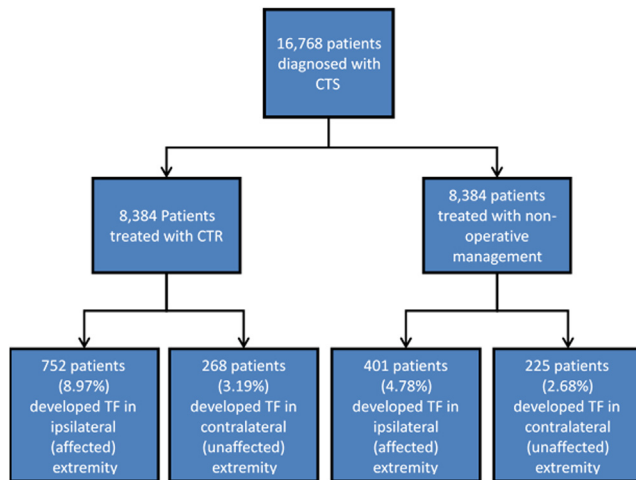 16,768 patients
diagnosed with
CTS
8,384 Patients
treated with CTR
8,384 patients
treated with non-
operative
management
752 patients
(8.97%)
developed TF in
ipsilateral
(affected)
extremity
268 patients
(3.19%)
developed TF in
contralateral
(unaffected)
extremity
401 patients
(4.78%)
developed TF in
ipsilateral
(affected)
extremity
225 patients
(2.68%)
developed TF in
contralateral
(unaffected)
extremity